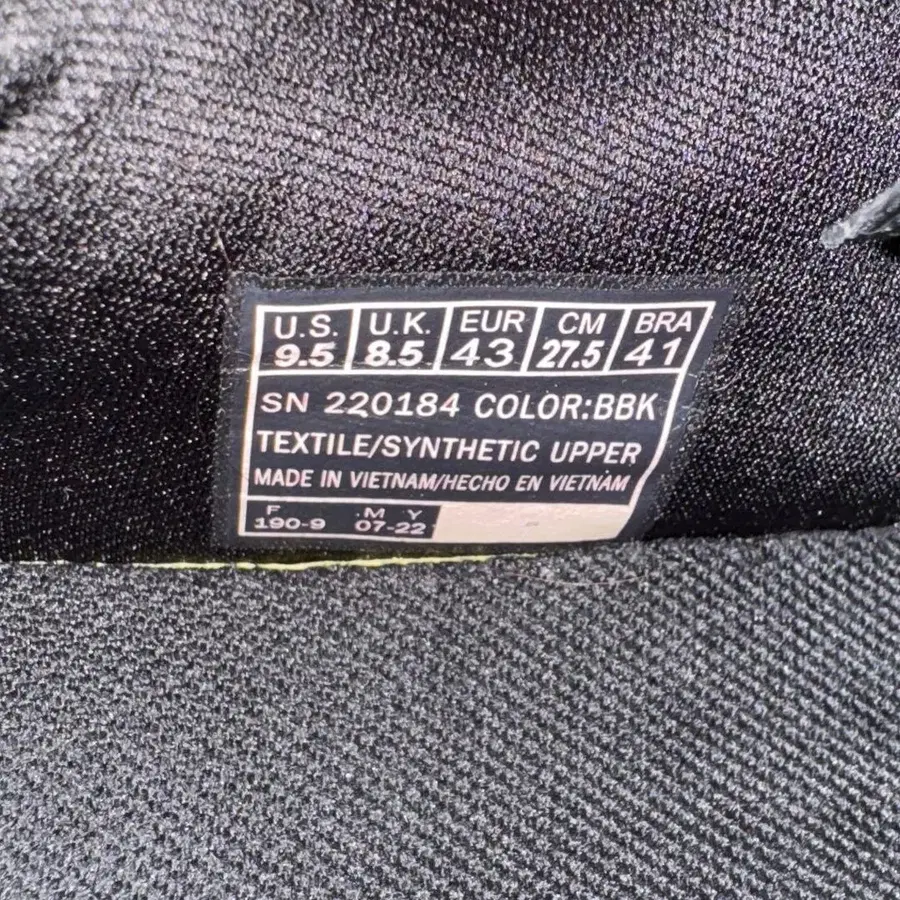 U.S. U.K. EUR CM BRA
9.5 8.5 43 27.5 41
SN 220184 COLOR:BBK
TEXTILE/SYNTHETIC UPPER
MADE IN VIETNAM/HECHO EN VIETNAM
F M Y
190-9 07-22